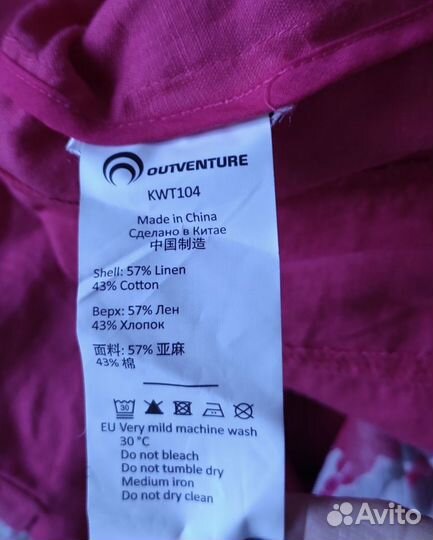 OUTVENTURE
KWT104
Made in China
Сделано в Китае
中国制造
Shell: 57% Linen
43% Cotton
Верх: 57% Лен
43% Хлопок
面料: 57% 亚麻
43% 棉
30
EU Very mild machine wash
30 °C
Do not bleach
Do not tumble dry
Medium iron
Do not dry clean
Avito